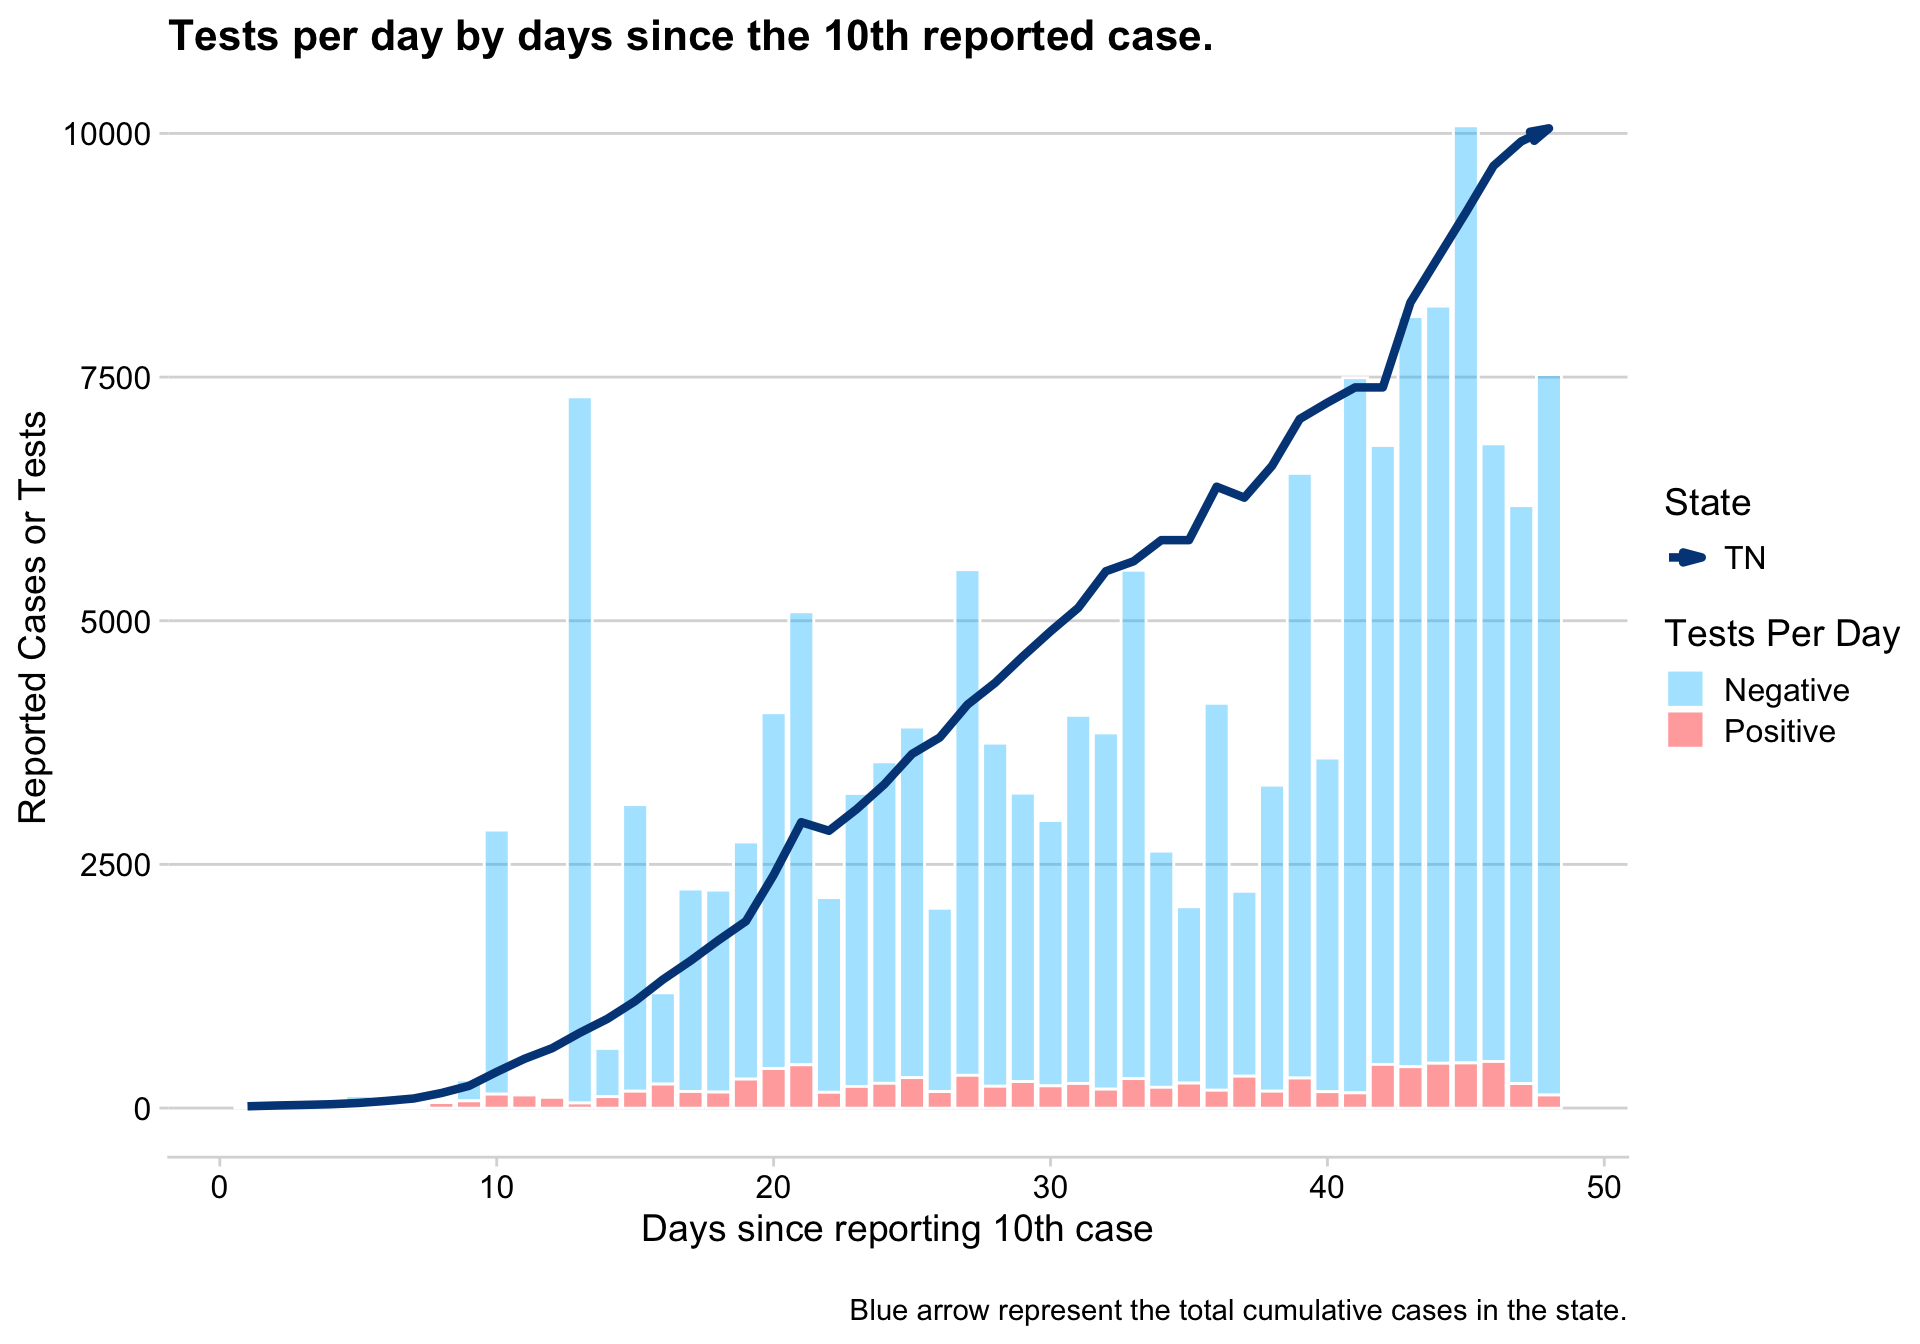 Tests per day by days since the 10th reported case.
10000
7500
5000
2500
0
Reported Cases or Tests
0 10 20 30 40 50
Days since reporting 10th case
State
TN
Tests Per Day
Negative
Positive
Blue arrow represent the total cumulative cases in the state.